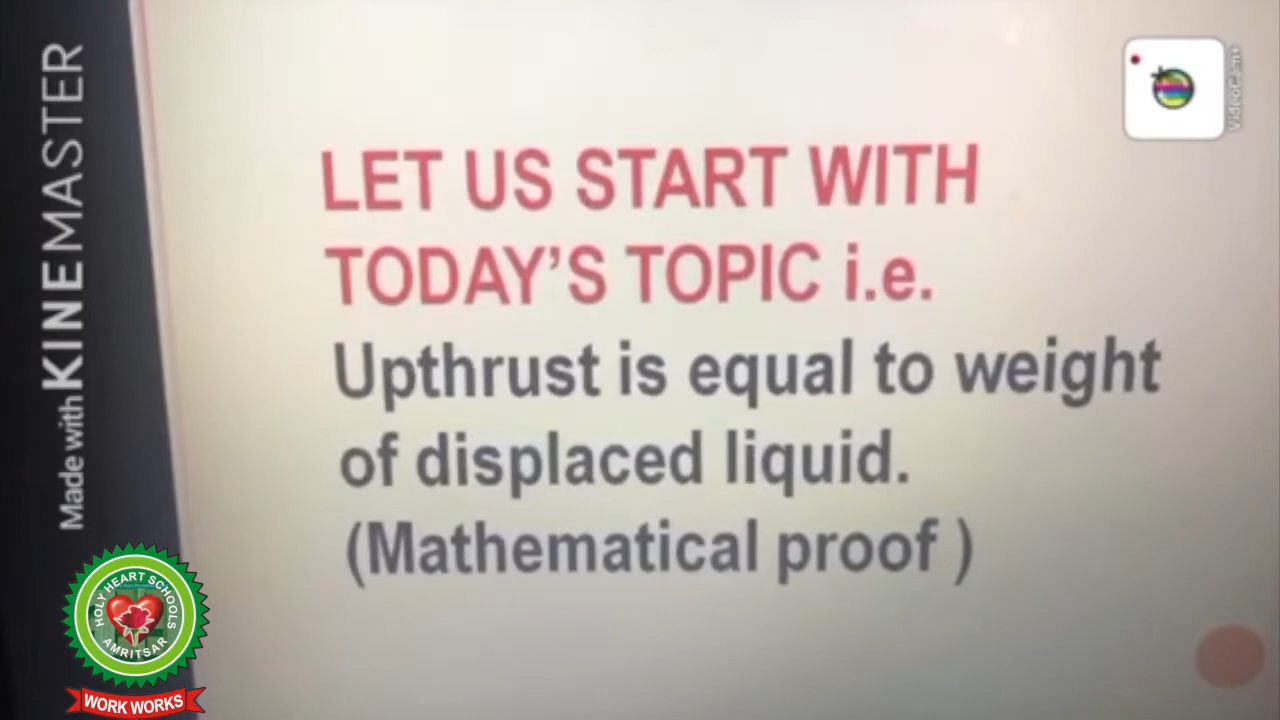 LET US START WITH
TODAY'S TOPIC i.e.
Upthrust is equal to weight
of displaced liquid.
(Mathematical proof )
Made with KINEMASTER
VideoCam+
HOLY HEART SCHOOLS
AMRITSAR
WORK WORKS